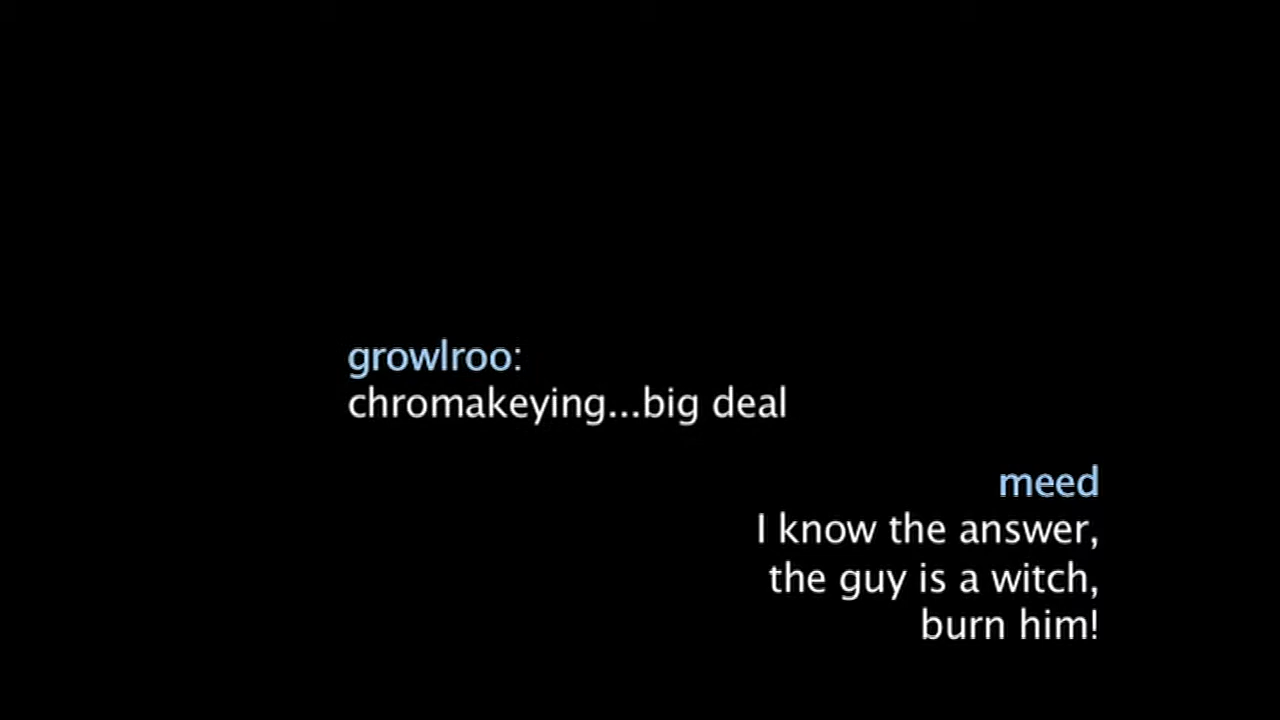 growlroo:
chromakeying...big deal
meed
I know the answer,
the guy is a witch,
burn him!